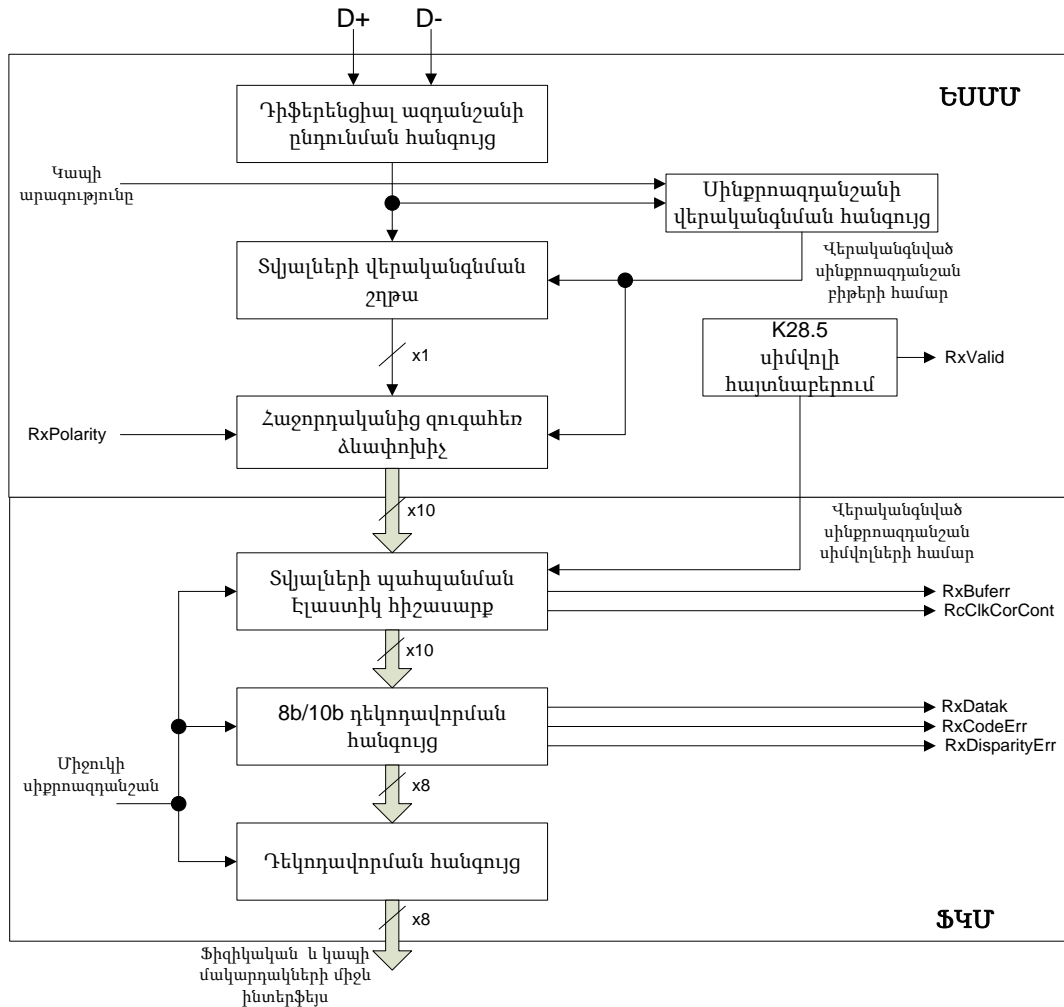 D+ D-
ԵՍՄՄ
Դիֆերենցիալ ազդանշանի
ընդունման հանգույց
Կապի
արագությունը
Սինքրոազդանշանի
վերականգնման հանգույց
Վերականգնված
սինքրոազդանշան
բիթերի համար
Տվյալների վերականգնման
շղթա
K28.5
սիմվոլի
հայտնաբերում
RxValid
x1
RxPolarity
Հաջորդականից զուգահեռ
ձևափոխիչ
x10
Վերականգնված
սինքրոազդանշան
սիմվոլների համար
Տվյալների պահպանման
Էլաստիկ հիշասարք
RxBuferr
RcClkCorCont
x10
8b/10b դեկոդավորման
հանգույց
RxDatak
RxCodeErr
RxDisparityErr
Միջուկի
սիքրոազդանշան
x8
Դեկոդավորման հանգույց
x8
ՖԿՄ
Ֆիզիկական և կապի
մակարդակների միջև
ինտերֆեյս